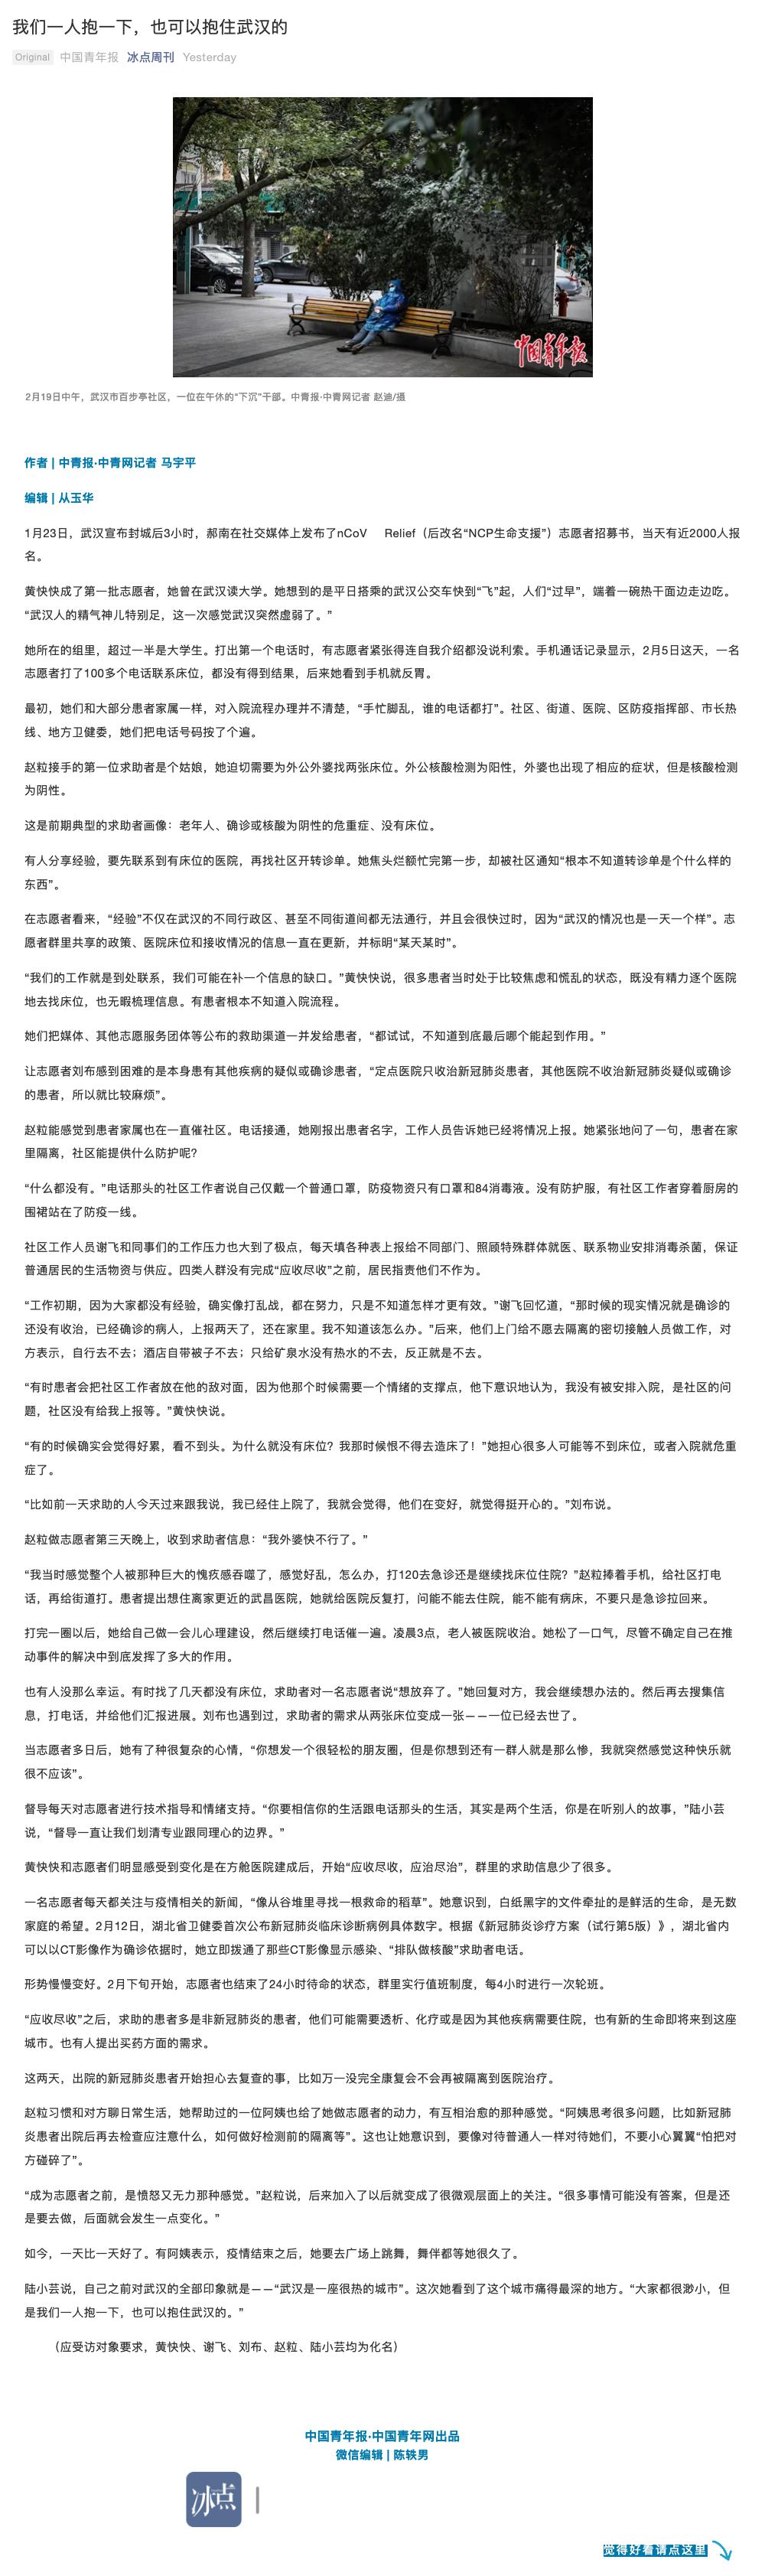 我们一人抱一下，也可以抱住武汉的
Original 中国青年报 冰点周刊 Yesterday
中国青年报
2月19日中午，武汉市百步亭社区，一位在午休的“下沉”干部。中青报·中青网记者 赵迪/摄
作者 | 中青报·中青网记者 马宇平
编辑 | 从玉华
1月23日，武汉宣布封城后3小时，郝南在社交媒体上发布了nCoV Relief（后改名“NCP生命支援”）志愿者招募书，当天有近2000人报
名。
黄快快成了第一批志愿者，她曾在武汉读大学。她想到的是平日搭乘的武汉公交车快到“飞”起，人们“过早”，端着一碗热干面边走边吃。
“武汉人的精气神儿特别足，这一次感觉武汉突然虚弱了。”
她所在的组里，超过一半是大学生。打出第一个电话时，有志愿者紧张得连自我介绍都没说利索。手机通话记录显示，2月5日这天，一名
志愿者打了100多个电话联系床位，都没有得到结果，后来她看到手机就反胃。
最初，她们和大部分患者家属一样，对入院流程办理并不清楚，“手忙脚乱，谁的电话都打”。社区、街道、医院、区防疫指挥部、市长热
线、地方卫健委，她们把电话号码按了个遍。
赵粒接手的第一位求助者是个姑娘，她迫切需要为外公外婆找两张床位。外公核酸检测为阳性，外婆也出现了相应的症状，但是核酸检测
为阴性。
这是前期典型的求助者画像：老年人、确诊或核酸为阴性的危重症、没有床位。
有人分享经验，要先联系到有床位的医院，再找社区开转诊单。她焦头烂额忙完第一步，却被社区通知“根本不知道转诊单是个什么样的
东西”。
在志愿者看来，“经验”不仅在武汉的不同行政区、甚至不同街道间都无法通行，并且会很快过时，因为“武汉的情况也是一天一个样”。志
愿者群里共享的政策、医院床位和接收情况的信息一直在更新，并标明“某天某时”。
“我们的工作就是到处联系，我们可能在补一个信息的缺口。”黄快快说，很多患者当时处于比较焦虑和慌乱的状态，既没有精力逐个医院
地去找床位，也无暇梳理信息。有患者根本不知道入院流程。
她们把媒体、其他志愿服务团体等公布的救助渠道一并发给患者，“都试试，不知道到底最后哪个能起到作用。”
让志愿者刘布感到困难的是本身患有其他疾病的疑似或确诊患者，“定点医院只收治新冠肺炎患者，其他医院不收治新冠肺炎疑似或确诊
的患者，所以就比较麻烦”。
赵粒能感觉到患者家属也在一直催社区。电话接通，她刚报出患者名字，工作人员告诉她已经将情况上报。她紧张地问了一句，患者在家
里隔离，社区能提供什么防护呢？
“什么都没有。”电话那头的社区工作者说自己仅戴一个普通口罩，防疫物资只有口罩和84消毒液。没有防护服，有社区工作者穿着厨房的
围裙站在了防疫一线。
社区工作人员谢飞和同事们的工作压力也大到了极点，每天填各种表上报给不同部门、照顾特殊群体就医、联系物业安排消毒杀菌，保证
普通居民的生活物资与供应。四类人群没有完成“应收尽收”之前，居民指责他们不作为。
“工作初期，因为大家都没有经验，确实像打乱战，都在努力，只是不知道怎样才更有效。”谢飞回忆道，“那时候的现实情况就是确诊的
还没有收治，已经确诊的病人，上报两天了，还在家里。我不知道该怎么办。”后来，他们上门给不愿去隔离的密切接触人员做工作，对
方表示，自行去不去；酒店自带被子不去；只给矿泉水没有热水的不去，反正就是不去。
“有时患者会把社区工作者放在他的敌对面，因为他那个时候需要一个情绪的支撑点，他下意识地认为，我没有被安排入院，是社区的问
题，社区没有给我上报等。”黄快快说。
“有的时候确实会觉得好累，看不到头。为什么就没有床位？我那时候恨不得去造床了！”她担心很多人可能等不到床位，或者入院就危重
症了。
“比如前一天求助的人今天过来跟我说，我已经住上院了，我就会觉得，他们在变好，就觉得挺开心的。”刘布说。
赵粒做志愿者第三天晚上，收到求助者信息：“我外婆快不行了。”
“我当时感觉整个人被那种巨大的愧疚感吞噬了，感觉好乱，怎么办，打120去急诊还是继续找床位住院？”赵粒捧着手机，给社区打电
话，再给街道打。患者提出想住离家更近的武昌医院，她就给医院反复打，问能不能去住院，能不能有病床，不要只是急诊拉回来。
打完一圈以后，她给自己做一会儿心理建设，然后继续打电话催一遍。凌晨3点，老人被医院收治。她松了一口气，尽管不确定自己在推
动事件的解决中到底发挥了多大的作用。
也有人没那么幸运。有时找了几天都没有床位，求助者对一名志愿者说“想放弃了。”她回复对方，我会继续想办法的。然后再去搜集信
息，打电话，并给他们汇报进展。刘布也遇到过，求助者的需求从两张床位变成一张——一位已经去世了。
当志愿者多日后，她有了种很复杂的心情，“你想发一个很轻松的朋友圈，但是你想到还有一群人就是那么惨，我就突然感觉这种快乐就
很不应该”。
督导每天对志愿者进行技术指导和情绪支持。“你要相信你的生活跟电话那头的生活，其实是两个生活，你是在听别人的故事，”陆小芸
说，“督导一直让我们划清专业跟同理心的边界。”
黄快快和志愿者们明显感受到变化是在方舱医院建成后，开始“应收尽收，应治尽治”，群里的求助信息少了很多。
一名志愿者每天都关注与疫情相关的新闻，“像从谷堆里寻找一根救命的稻草”。她意识到，白纸黑字的文件牵扯的是鲜活的生命，是无数
家庭的希望。2月12日，湖北省卫健委首次公布新冠肺炎临床诊断病例具体数字。根据《新冠肺炎诊疗方案（试行第5版）》，湖北省内
可以以CT影像作为确诊依据时，她立即拨通了那些CT影像显示感染、“排队做核酸”求助者电话。
形势慢慢变好。2月下旬开始，志愿者也结束了24小时待命的状态，群里实行值班制度，每4小时进行一次轮班。
“应收尽收”之后，求助的患者多是非新冠肺炎的患者，他们可能需要透析、化疗或是因为其他疾病需要住院，也有新的生命即将来到这座
城市。也有人提出买药方面的需求。
这两天，出院的新冠肺炎患者开始担心去复查的事，比如万一没完全康复会不会再被隔离到医院治疗。
赵粒习惯和对方聊日常生活，她帮助过的一位阿姨也给了她做志愿者的动力，有互相治愈的那种感觉。“阿姨思考很多问题，比如新冠肺
炎患者出院后再去检查应注意什么，如何做好检测前的隔离等”。这也让她意识到，要像对待普通人一样对待她们，不要小心翼翼“怕把对
方碰碎了”。
“成为志愿者之前，是愤怒又无力那种感觉。”赵粒说，后来加入了以后就变成了很微观层面上的关注。“很多事情可能没有答案，但是还
是要去做，后面就会发生一点变化。”
如今，一天比一天好了。有阿姨表示，疫情结束之后，她要去广场上跳舞，舞伴都等她很久了。
陆小芸说，自己之前对武汉的全部印象就是——“武汉是一座很热的城市”。这次她看到了这个城市痛得最深的地方。“大家都很渺小，但
是我们一人抱一下，也可以抱住武汉的。”
（应受访对象要求，黄快快、谢飞、刘布、赵粒、陆小芸均为化名）
中国青年报·中国青年网出品
微信编辑 | 陈轶男
冰点
觉得好看请点这里